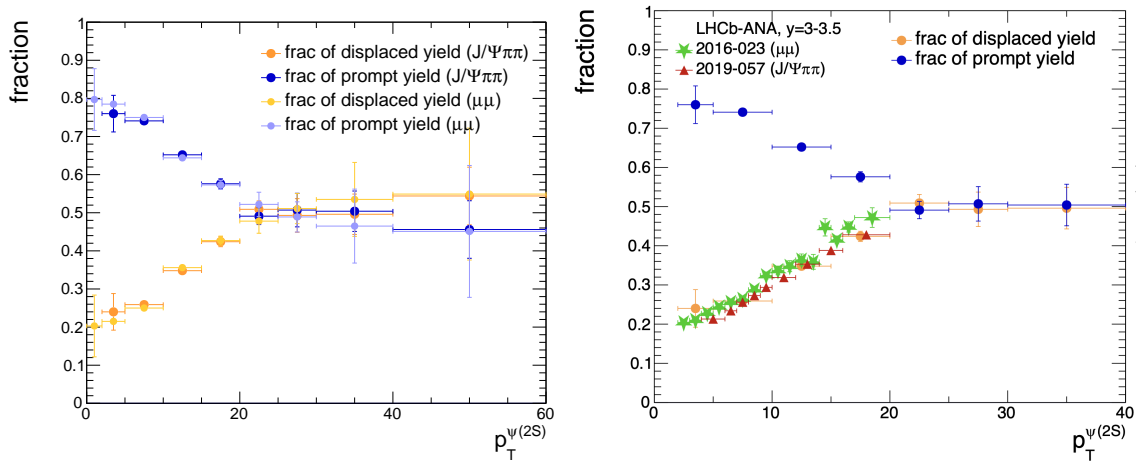 fraction
1
0.9
0.8
0.7
0.6
0.5
0.4
0.3
0.2
0.1
0
frac of displaced yield (J/Ψππ)
frac of prompt yield (J/Ψππ)
frac of displaced yield (μμ)
frac of prompt yield (μμ)
0 10 20 30 40 50 60
p_T^ψ(2S)
fraction
1
0.9
0.8
0.7
0.6
0.5
0.4
0.3
0.2
0.1
0
LHCb-ANA, y=3-3.5
2016-023 (μμ)
2019-057 (J/Ψππ)
frac of displaced yield
frac of prompt yield
0 10 20 30 40
p_T^ψ(2S)